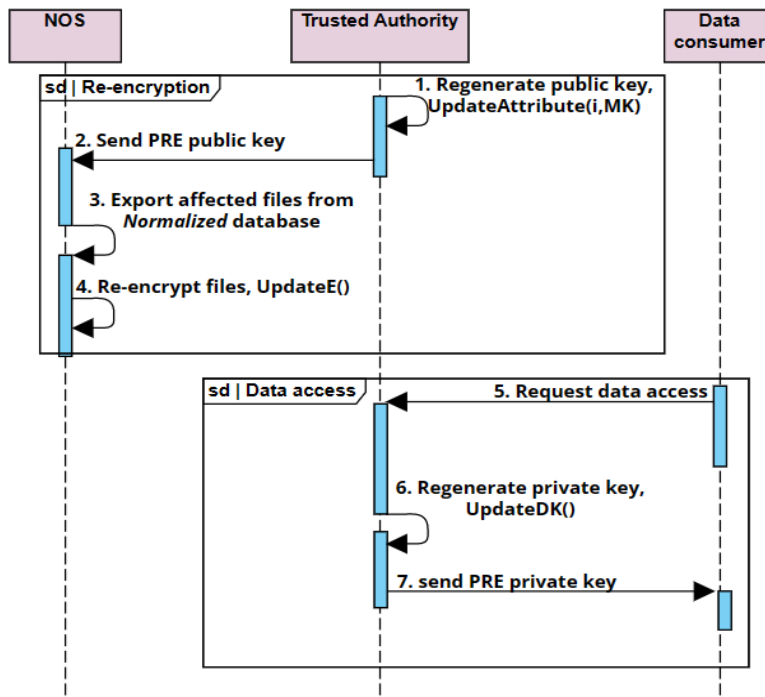 NOS
Trusted Authority
Data
consumer
sd | Re-encryption
1. Regenerate public key,
UpdateAttribute(i,MK)
2. Send PRE public key
3. Export affected files from
Normalized database
4. Re-encrypt files, UpdateE()
sd | Data access
5. Request data access
6. Regenerate private key,
UpdateDK()
7. send PRE private key